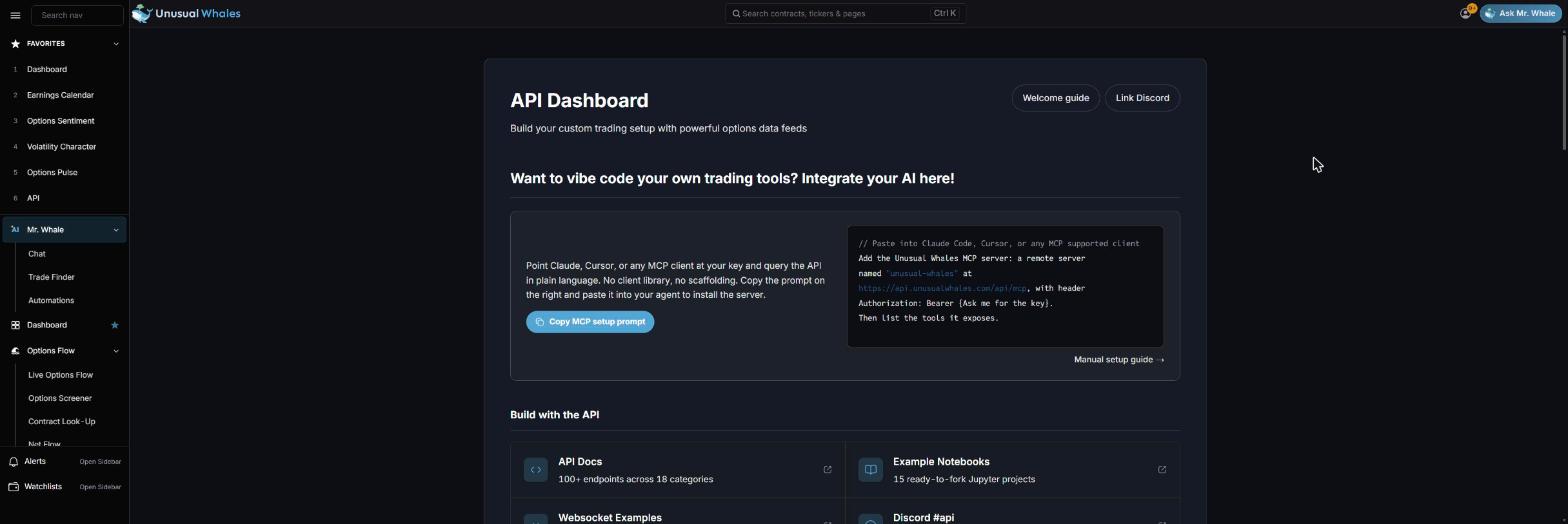 Search nav
Unusual Whales
Search contracts, tickers & pages
Ctrl K
9+
Ask Mr. Whale
FAVORITES
1 Dashboard
2 Earnings Calendar
3 Options Sentiment
4 Volatility Character
5 Options Pulse
6 API
AI Mr. Whale
Chat
Trade Finder
Automations
Dashboard
Options Flow
Live Options Flow
Options Screener
Contract Look-Up
Net Flow
Alerts Open Sidebar
Watchlists Open Sidebar
API Dashboard
Welcome guide
Link Discord
Build your custom trading setup with powerful options data feeds
Want to vibe code your own trading tools? Integrate your AI here!
Point Claude, Cursor, or any MCP client at your key and query the API
in plain language. No client library, no scaffolding. Copy the prompt on
the right and paste it into your agent to install the server.
Copy MCP setup prompt
// Paste into Claude Code, Cursor, or any MCP supported client
Add the Unusual Whales MCP server: a remote server
named "unusual-whales" at
https://api.unusualwhales.com/api/mcp, with header
Authorization: Bearer {Ask me for the key}.
Then list the tools it exposes.
Manual setup guide →
Build with the API
API Docs
100+ endpoints across 18 categories
Example Notebooks
15 ready-to-fork Jupyter projects
Websocket Examples
Discord #api